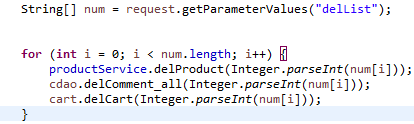 String[] num = request.getParameterValues("delList");
for (int i = 0; i < num.length; i++) {
productService.delProduct(Integer.parseInt(num[i]));
cdao.delComment_all(Integer.parseInt(num[i]));
cart.delCart(Integer.parseInt(num[i]));
}